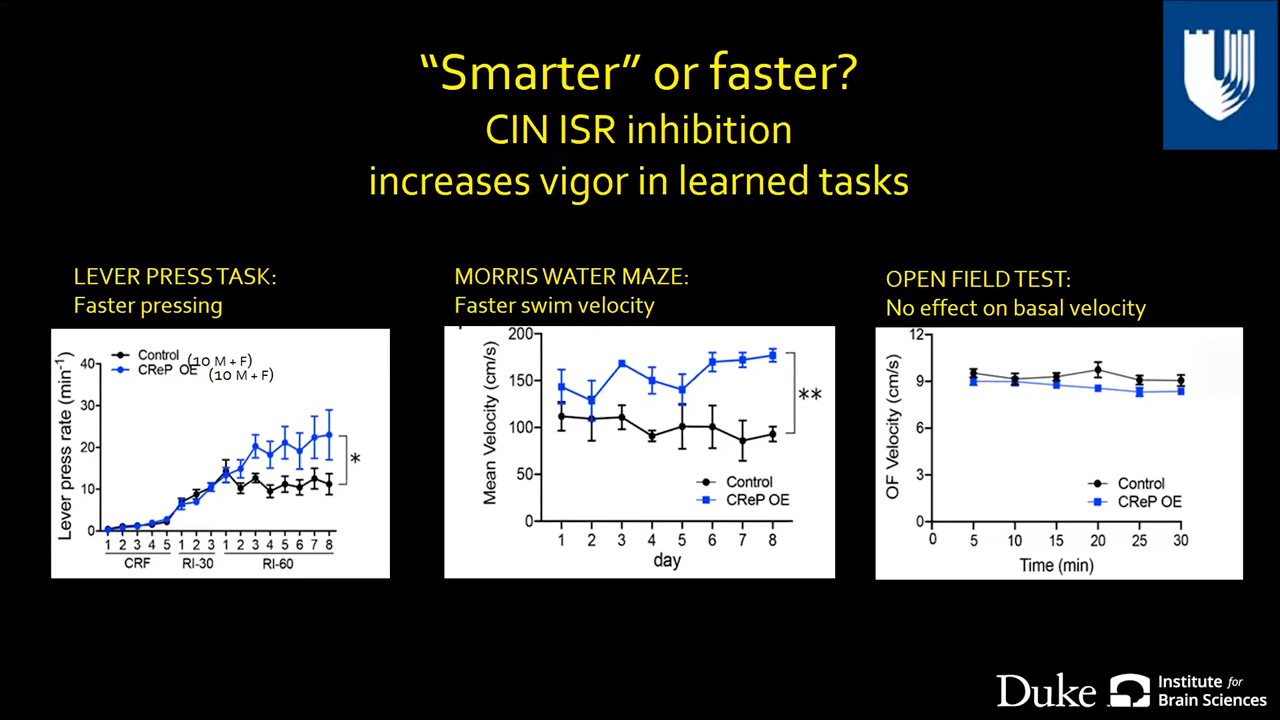 “Smarter” or faster?
CIN ISR inhibition
increases vigor in learned tasks
LEVER PRESS TASK:
Faster pressing
Lever press rate (min-1)
40
30
20
10
0
Control (10 M + F)
CReP OE (10 M + F)
*
1 2 3 4 5 1 2 3 1 2 3 4 5 6 7 8
CRF RI-30 RI-60
MORRIS WATER MAZE:
Faster swim velocity
Mean Velocity (cm/s)
200
150
100
50
0
**
Control
CReP OE
1 2 3 4 5 6 7 8
day
OPEN FIELD TEST:
No effect on basal velocity
OF Velocity (cm/s)
12
9
6
3
0
Control
CReP OE
0 5 10 15 20 25 30
Time (min)
Duke Institute for
Brain Sciences